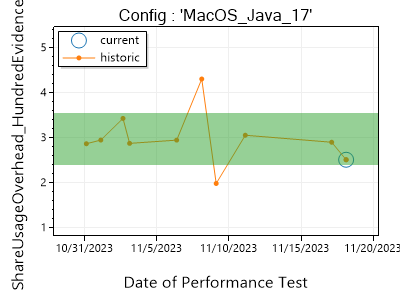 Config : 'MacOS_Java_17'
ShareUsageOverhead_HundredEvidence
current
historic
5
4
3
2
1
10/31/2023
11/5/2023
11/10/2023
11/15/2023
11/20/2023
Date of Performance Test